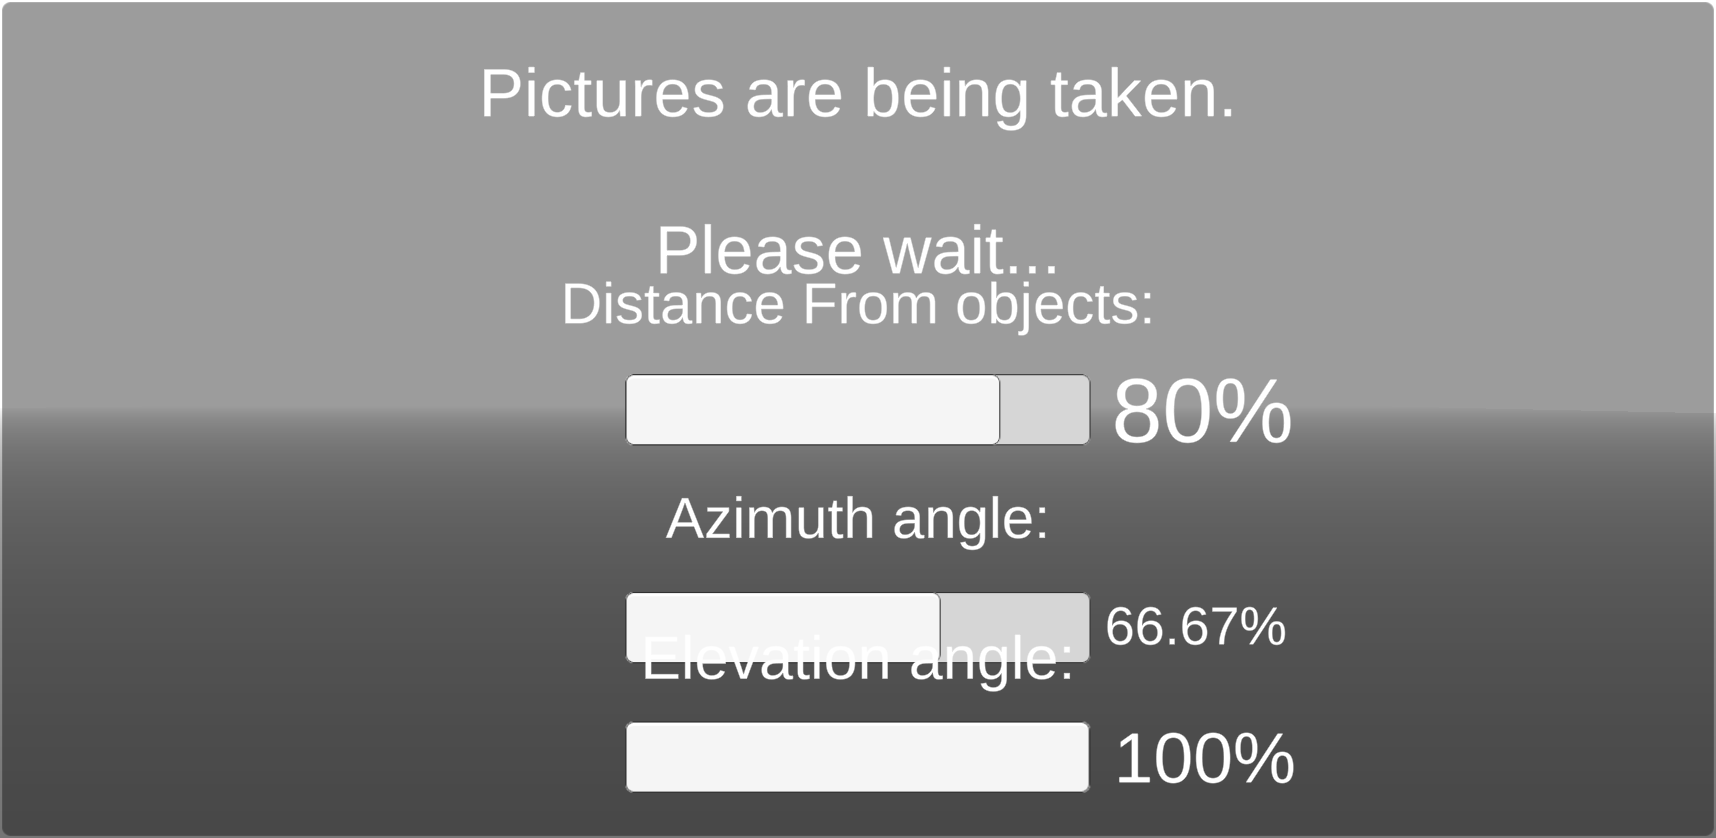 Pictures are being taken.
Please wait...
Distance From objects:
80%
Azimuth angle:
66.67%
Elevation angle:
100%